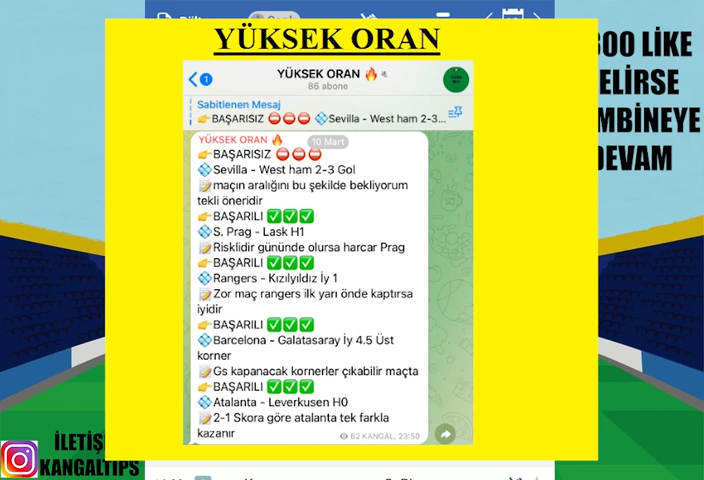 YÜKSEK ORAN
300 LİKE
GELİRSE
KOMBİNEYE
DEVAM
1
YÜKSEK ORAN 🔥
86 abone
Sabitlenen Mesaj
👉BAŞARISIZ ⛔⛔⛔ 💠Sevilla - West ham 2-3...
YÜKSEK ORAN 🔥
10 Mart
👉BAŞARISIZ ⛔⛔⛔
💠Sevilla - West ham 2-3 Gol
📝maçın aralığını bu şekilde bekliyorum
tekli öneridir
👉BAŞARILI ✅✅✅
💠S. Prag - Lask H1
📝Risklidir gününde olursa harcar Prag
👉BAŞARILI ✅✅✅
💠Rangers - Kızılyıldız İy 1
📝Zor maç rangers ilk yarı önde kaptırsa
iyidir
👉BAŞARILI ✅✅✅
💠Barcelona - Galatasaray İy 4.5 Üst
korner
📝Gs kapanacak kornerler çıkabilir maçta
👉BAŞARILI ✅✅✅
💠Atalanta - Leverkusen H0
📝2-1 Skora göre atalanta tek farkla
kazanır
62 KANGAL, 23:50
İLETİŞ
KANGALTIPS